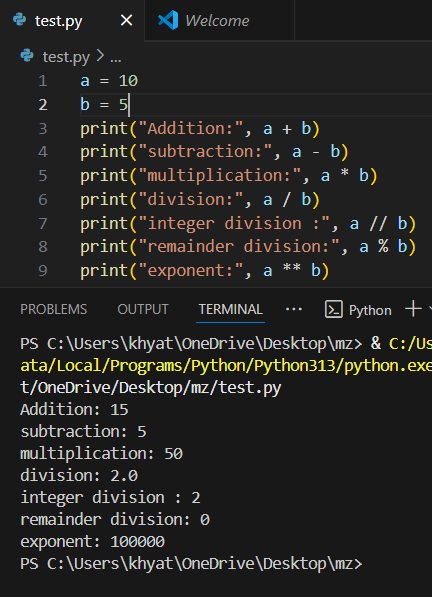 test.py × Welcome
test.py > ...
1 a = 10
2 b = 5
3 print("Addition:", a + b)
4 print("subtraction:", a - b)
5 print("multiplication:", a * b)
6 print("division:", a / b)
7 print("integer division :", a // b)
8 print("remainder division:", a % b)
9 print("exponent:", a ** b)
PROBLEMS OUTPUT TERMINAL ... Python +
PS C:\Users\khyat\OneDrive\Desktop\mz> & C:/Us
ata/Local/Programs/Python/Python313/python.exe
t/OneDrive/Desktop/mz/test.py
Addition: 15
subtraction: 5
multiplication: 50
division: 2.0
integer division : 2
remainder division: 0
exponent: 100000
PS C:\Users\khyat\OneDrive\Desktop\mz>